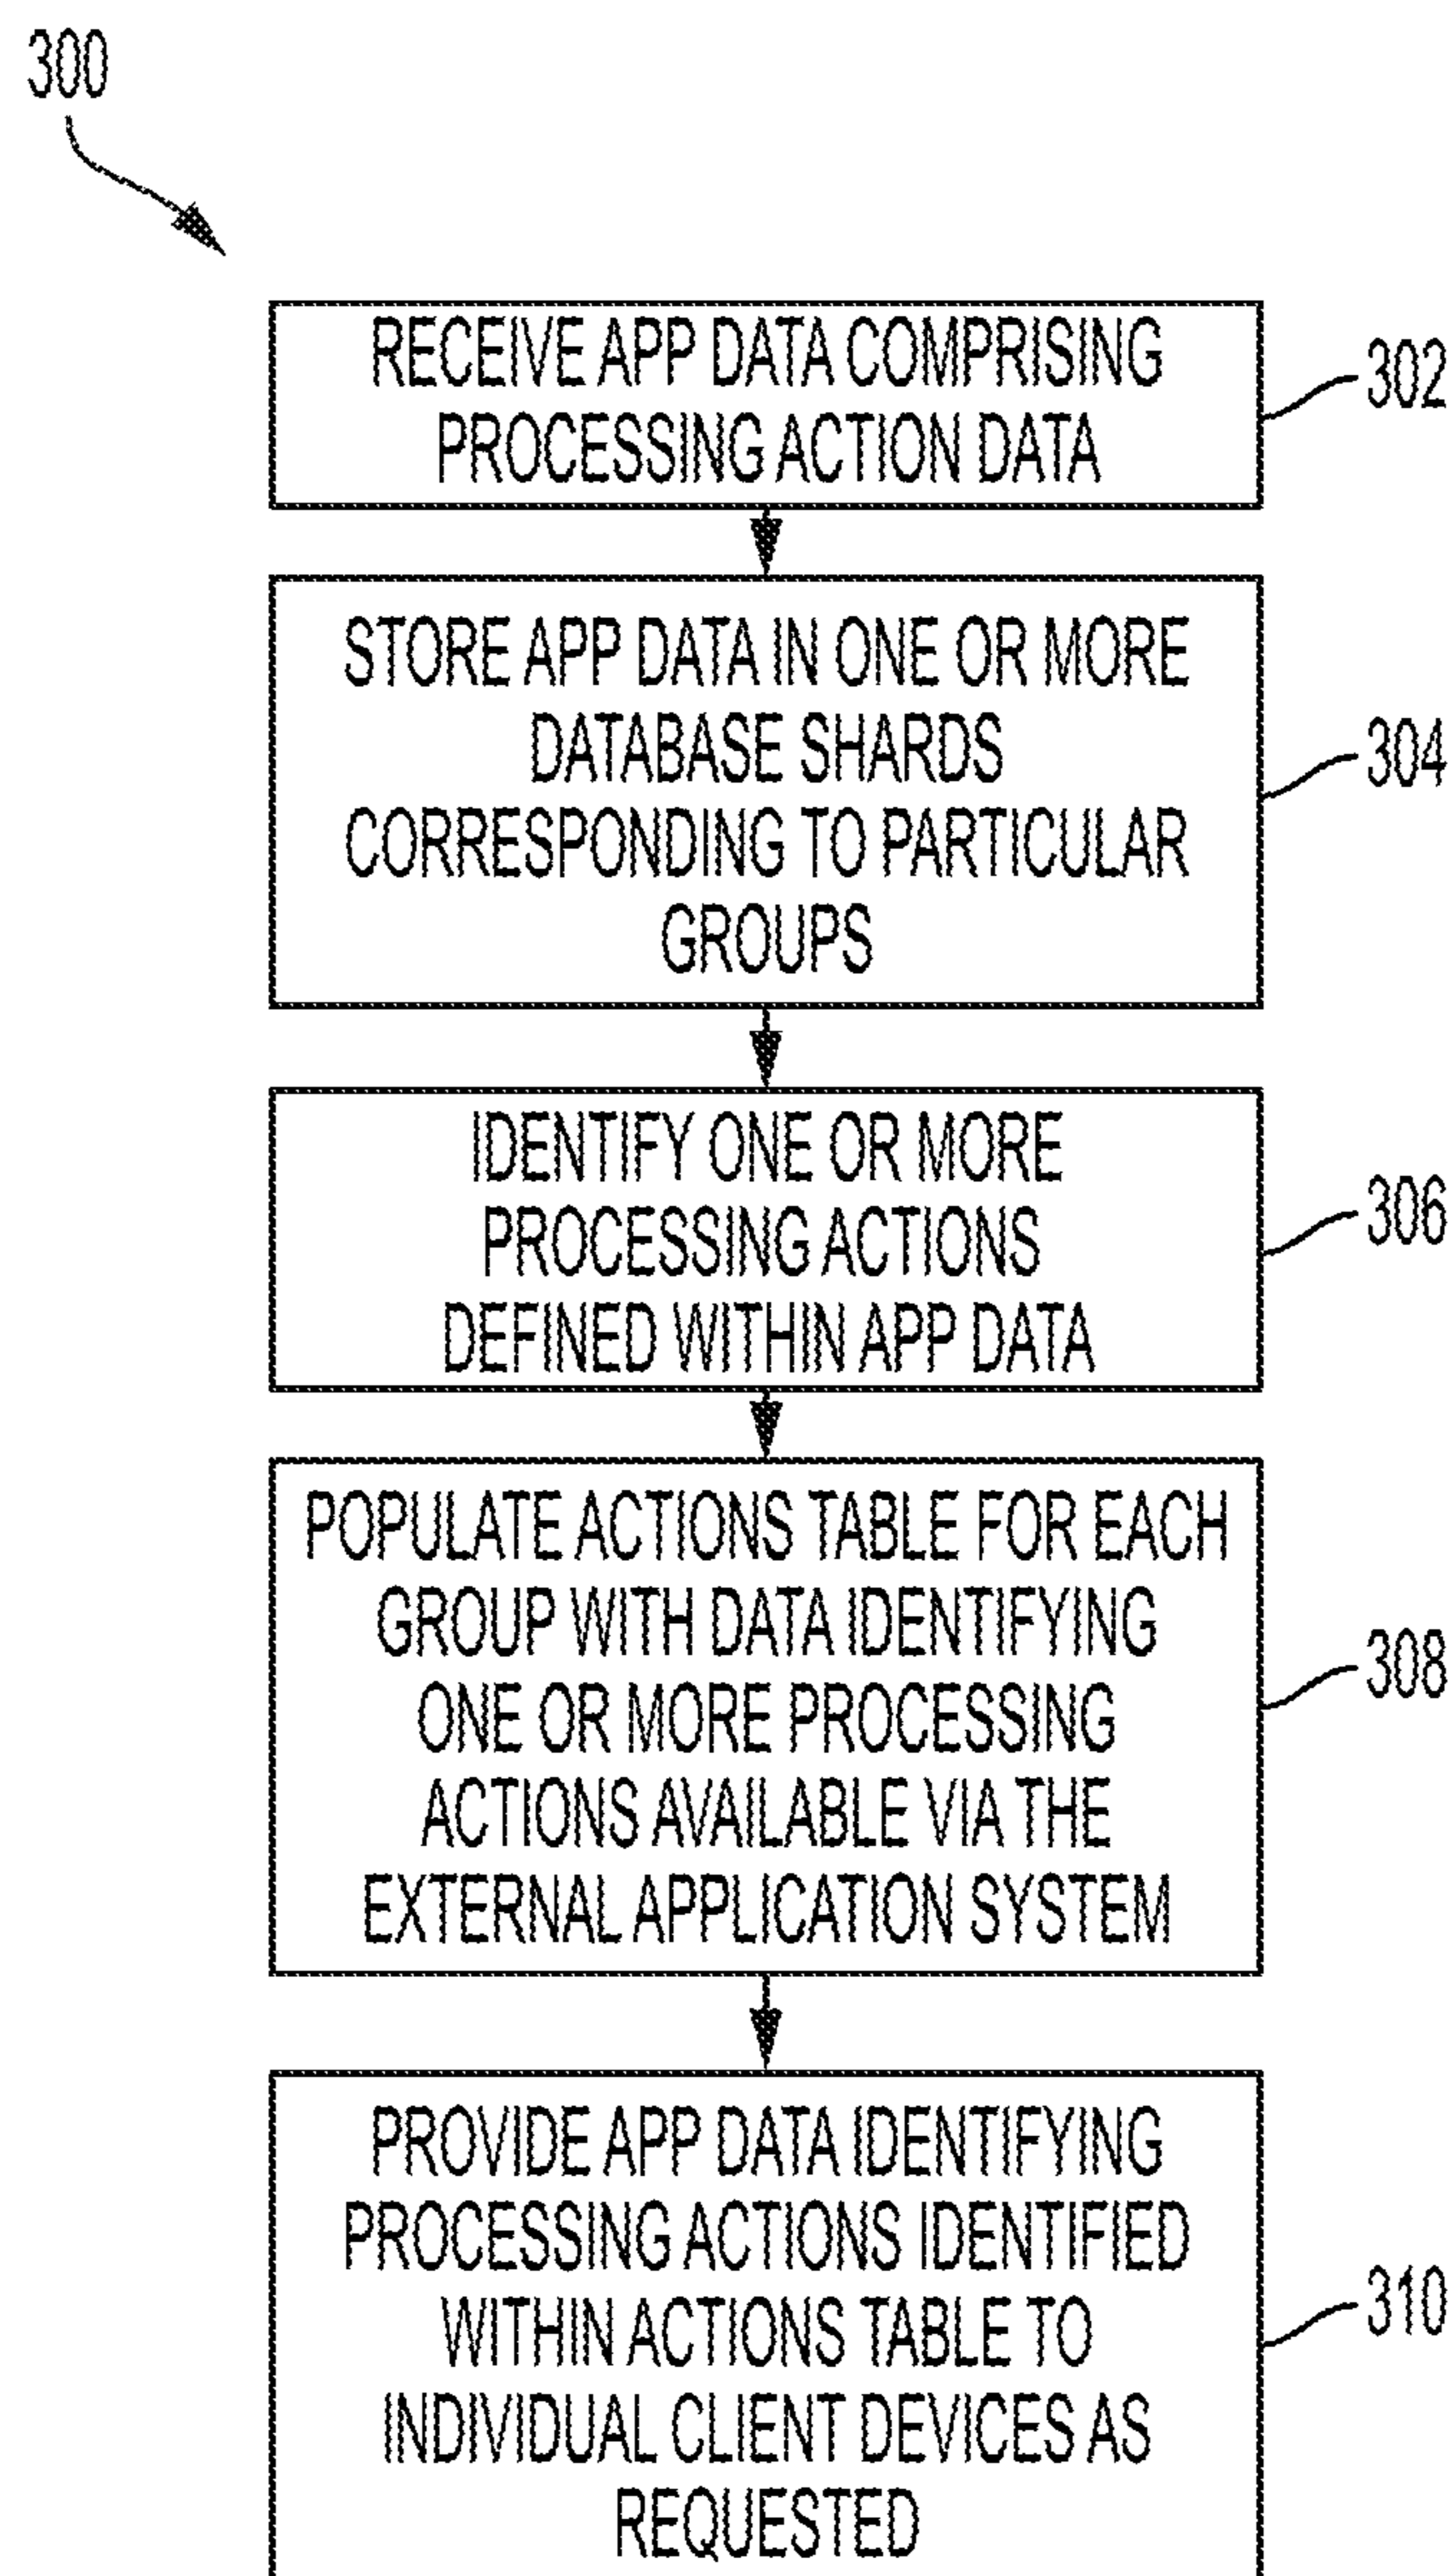 300
RECEIVE APP DATA COMPRISING
PROCESSING ACTION DATA
302
STORE APP DATA IN ONE OR MORE
DATABASE SHARDS
CORRESPONDING TO PARTICULAR
GROUPS
304
IDENTIFY ONE OR MORE
PROCESSING ACTIONS
DEFINED WITHIN APP DATA
306
POPULATE ACTIONS TABLE FOR EACH
GROUP WITH DATA IDENTIFYING
ONE OR MORE PROCESSING
ACTIONS AVAILABLE VIA THE
EXTERNAL APPLICATION SYSTEM
308
PROVIDE APP DATA IDENTIFYING
PROCESSING ACTIONS IDENTIFIED
WITHIN ACTIONS TABLE TO
INDIVIDUAL CLIENT DEVICES AS
REQUESTED
310